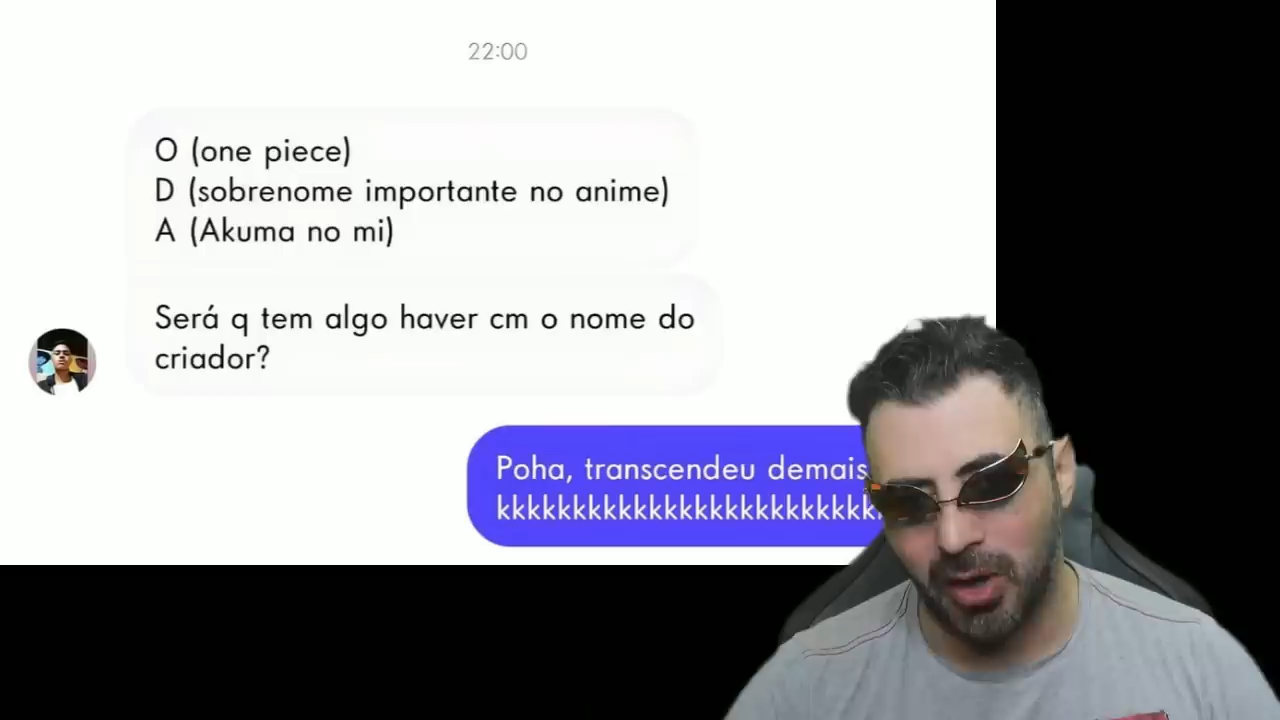 22:00
O (one piece)
D (sobrenome importante no anime)
A (Akuma no mi)
Será q tem algo haver cm o nome do
criador?
Poha, transcendeu demais
kkkkkkkkkkkkkkkkkkkkkkkkkk